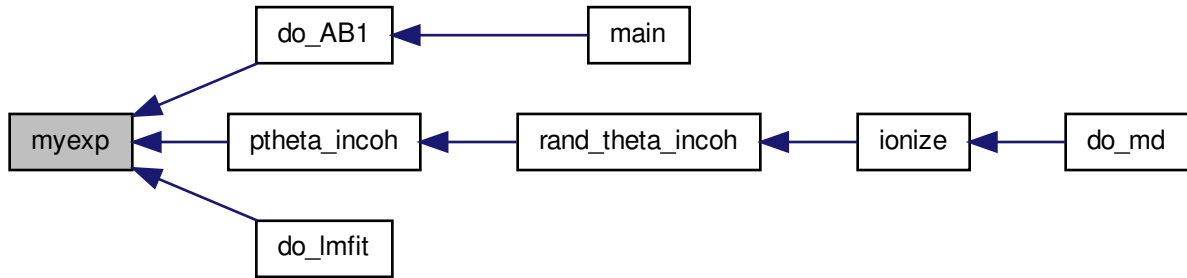 do_AB1
main
myexp
ptheta_incoh
rand_theta_incoh
ionize
do_md
do_lmfit